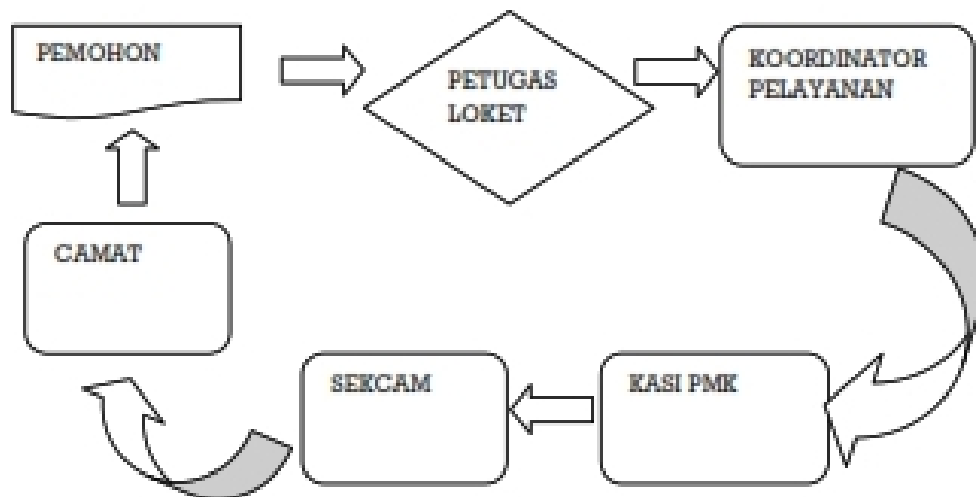 PEMOHON
PETUGAS
LOKET
KOORDINATOR
PELAYANAN
CAMAT
SEKCAM
KASI PMK